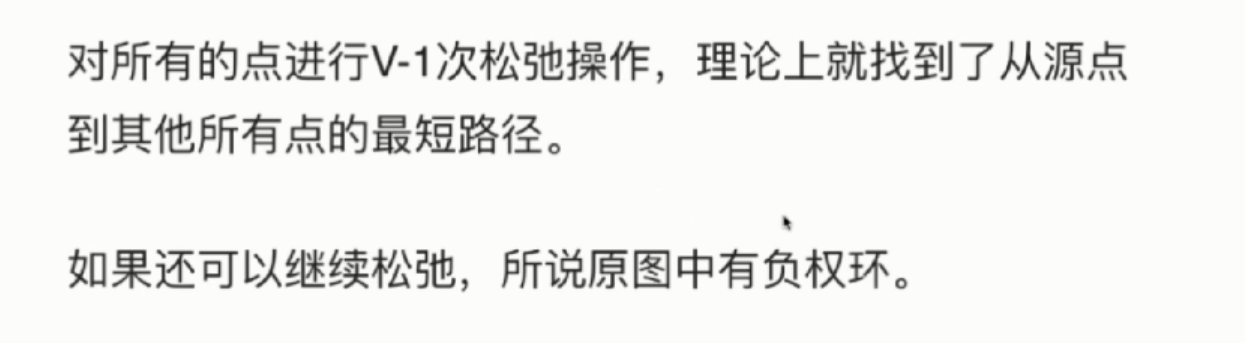 对所有的点进行V-1次松弛操作，理论上就找到了从源点
到其他所有点的最短路径。
如果还可以继续松弛，所说原图中有负权环。